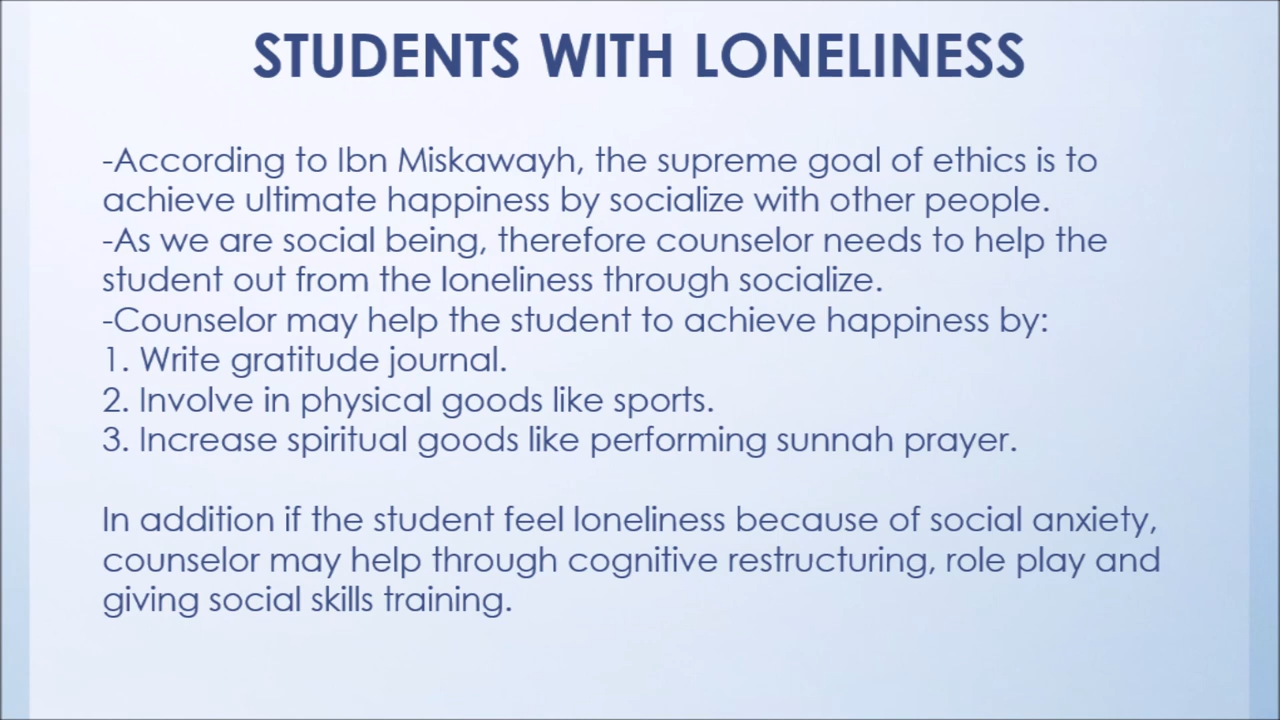 STUDENTS WITH LONELINESS
-According to Ibn Miskawayh, the supreme goal of ethics is to
achieve ultimate happiness by socialize with other people.
-As we are social being, therefore counselor needs to help the
student out from the loneliness through socialize.
-Counselor may help the student to achieve happiness by:
1. Write gratitude journal.
2. Involve in physical goods like sports.
3. Increase spiritual goods like performing sunnah prayer.
In addition if the student feel loneliness because of social anxiety,
counselor may help through cognitive restructuring, role play and
giving social skills training.